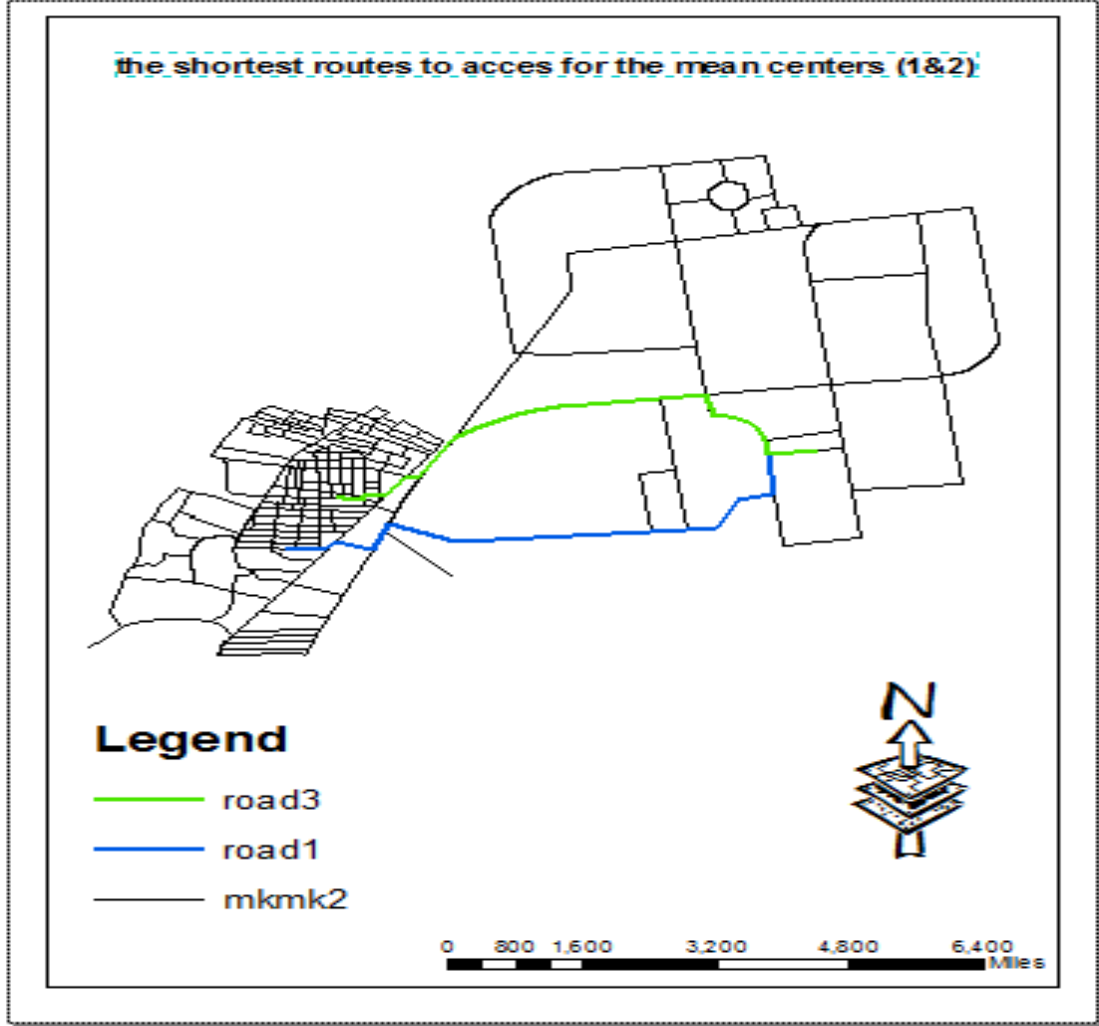 the shortest routes to acces for the mean centers (1&2)
N
Legend
road3
road1
mkmk2
0 800 1,600 3,200 4,800 6,400
Miles